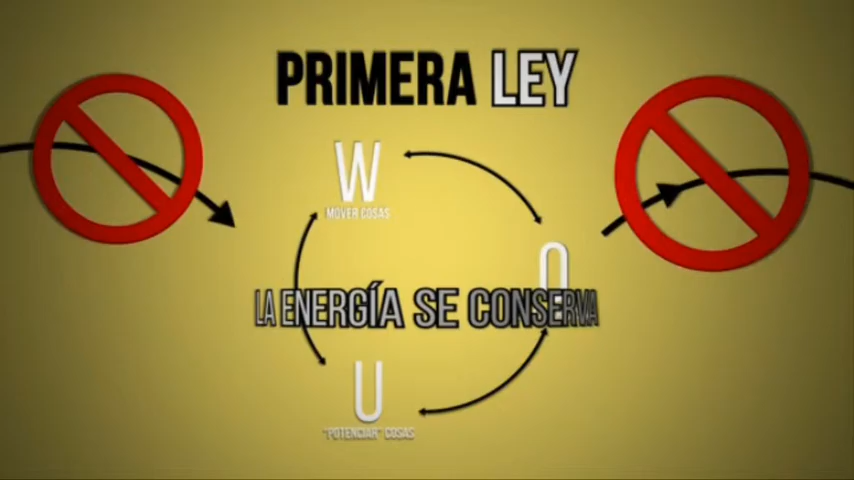 PRIMERA LEY
W
MOVER COSAS
LA ENERGÍA SE CONSERVA
U
"POTENCIAR" COSAS